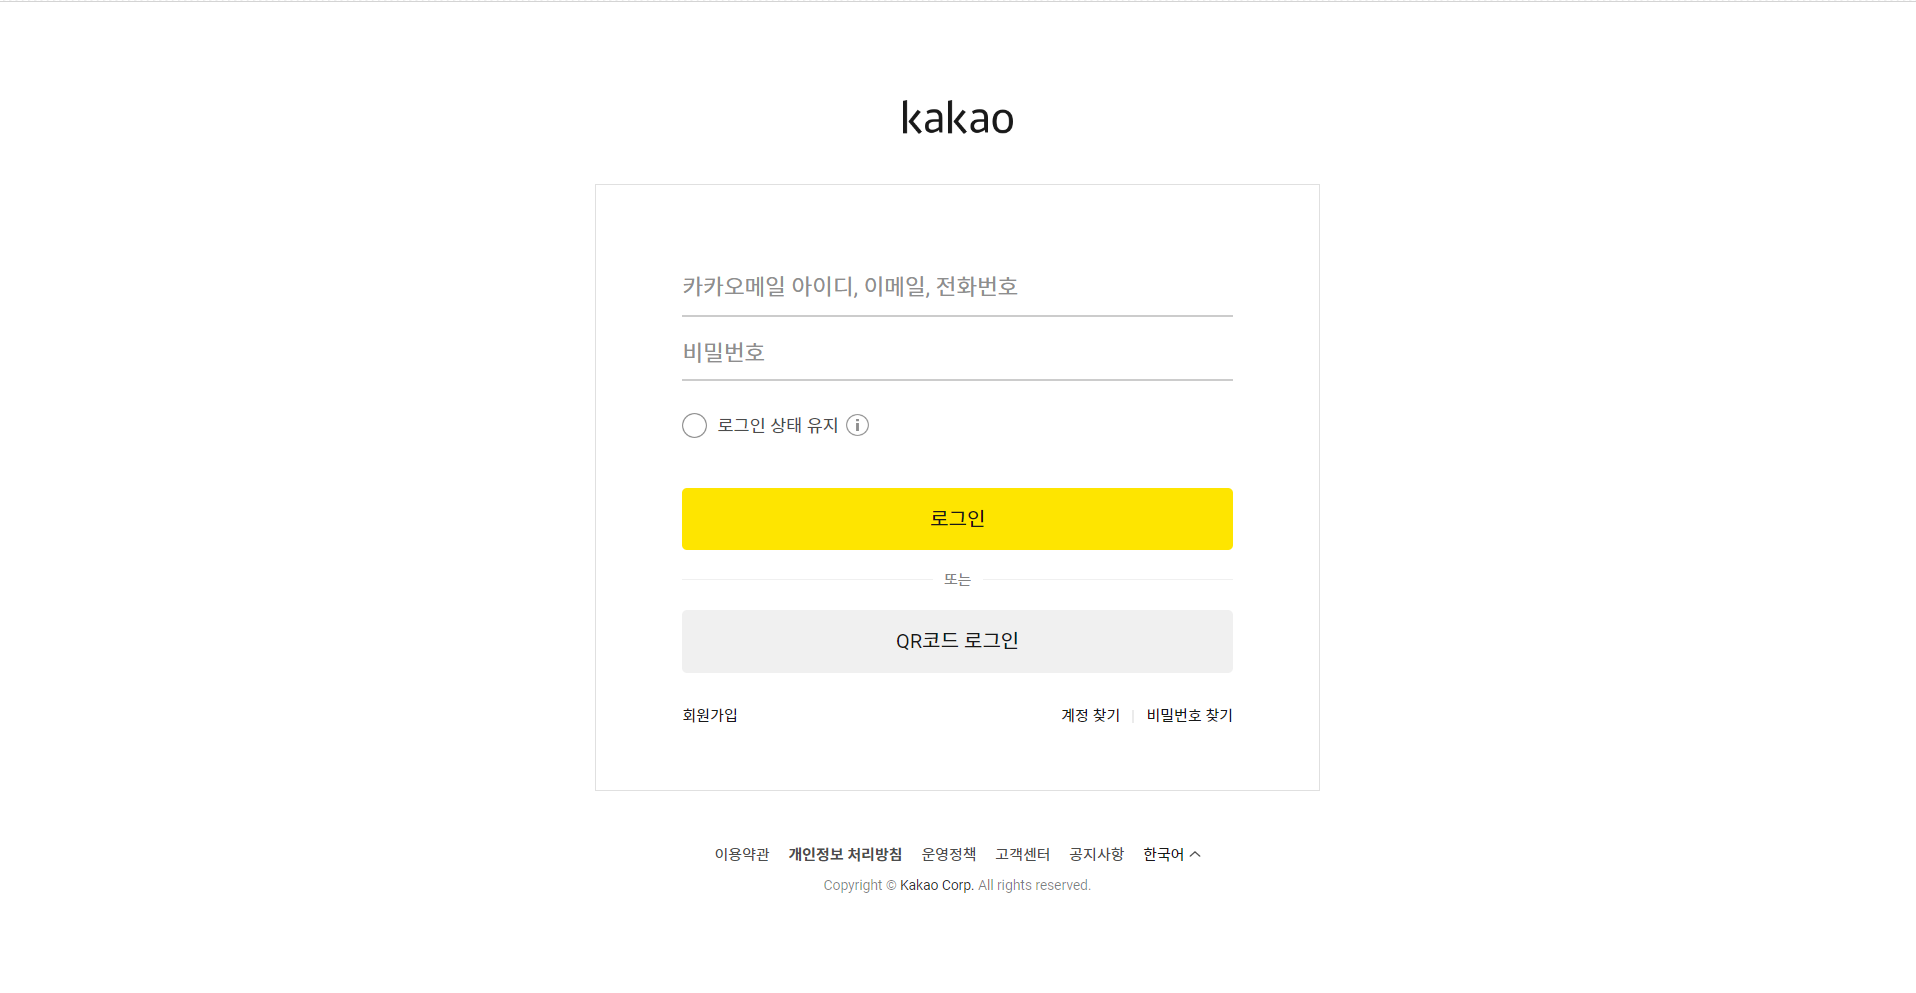 kakao
카카오메일 아이디, 이메일, 전화번호
비밀번호
로그인 상태 유지
로그인
또는
QR코드 로그인
회원가입 계정 찾기 | 비밀번호 찾기
이용약관 개인정보 처리방침 운영정책 고객센터 공지사항 한국어
Copyright © Kakao Corp. All rights reserved.